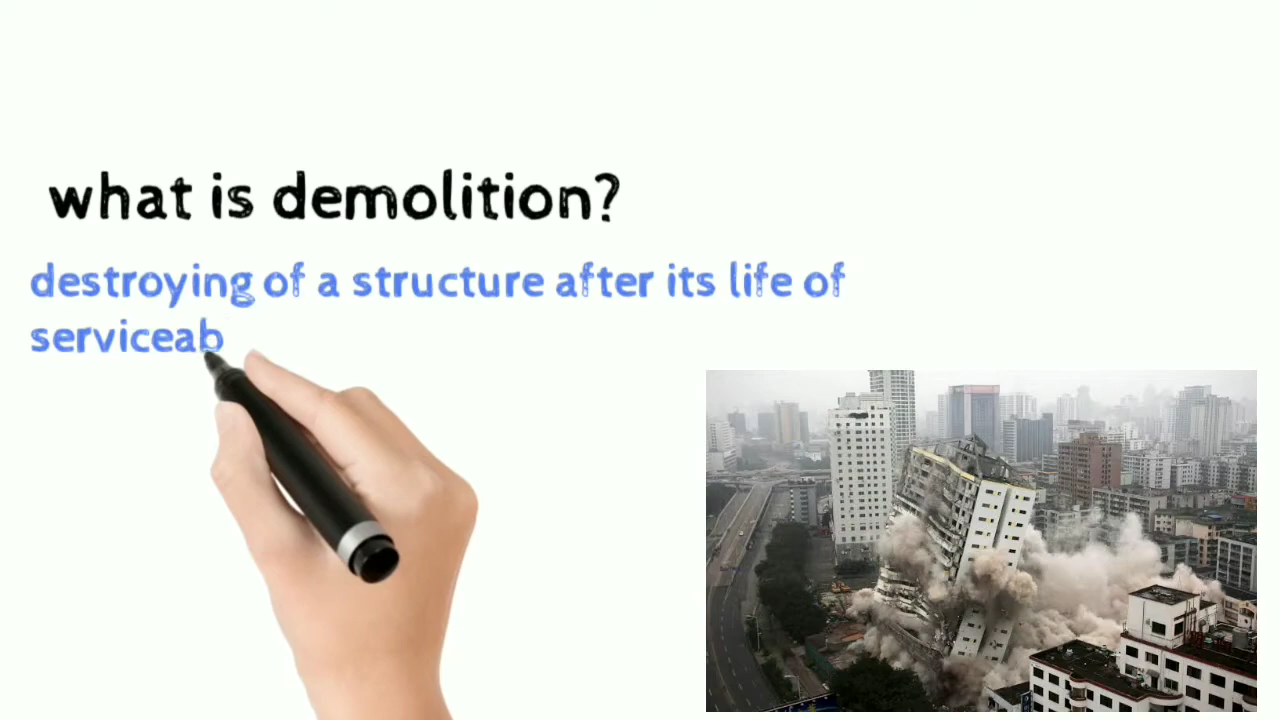 what is demolition?
destroying of a structure after its life of
serviceab